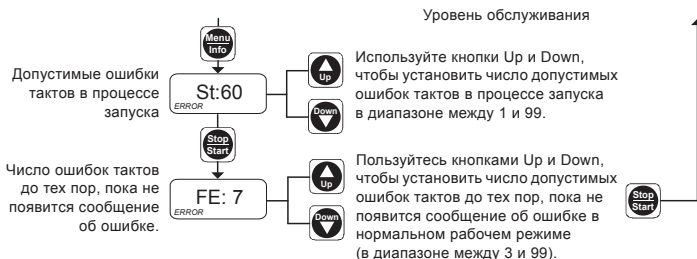 Уровень обслуживания
Menu
Info
Допустимые ошибки
тактов в процессе
запуска
St:60
ERROR
Up
Down
Используйте кнопки Up и Down,
чтобы установить число допустимых
ошибок тактов в процессе запуска
в диапазоне между 1 и 99.
Stop
Start
Число ошибок тактов
до тех пор, пока не
появится сообщение
об ошибке.
FE: 7
ERROR
Up
Down
Пользуйтесь кнопками Up и Down,
чтобы установить число допустимых
ошибок тактов до тех пор, пока не
появится сообщение об ошибке в
нормальном рабочем режиме
(в диапазоне между 3 и 99).
Stop
Start